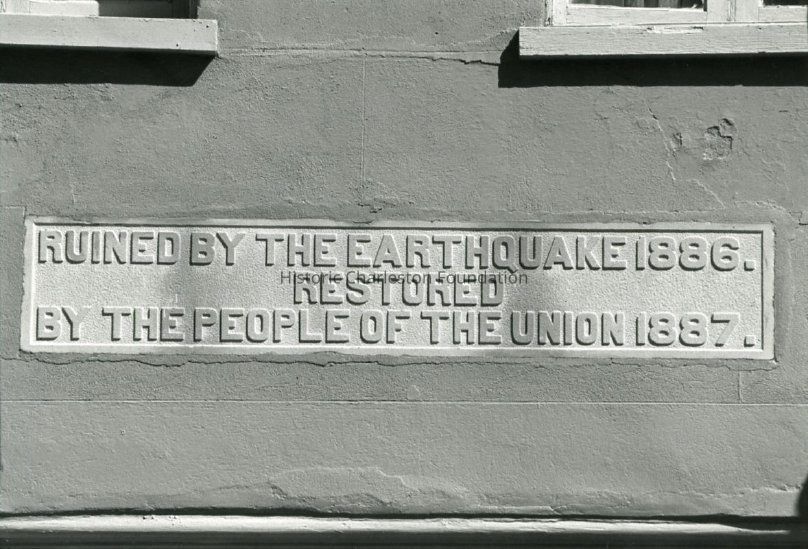 RUINED BY THE EARTHQUAKE 1886.
Historic Charleston Foundation
RESTORED
BY THE PEOPLE OF THE UNION 1887.